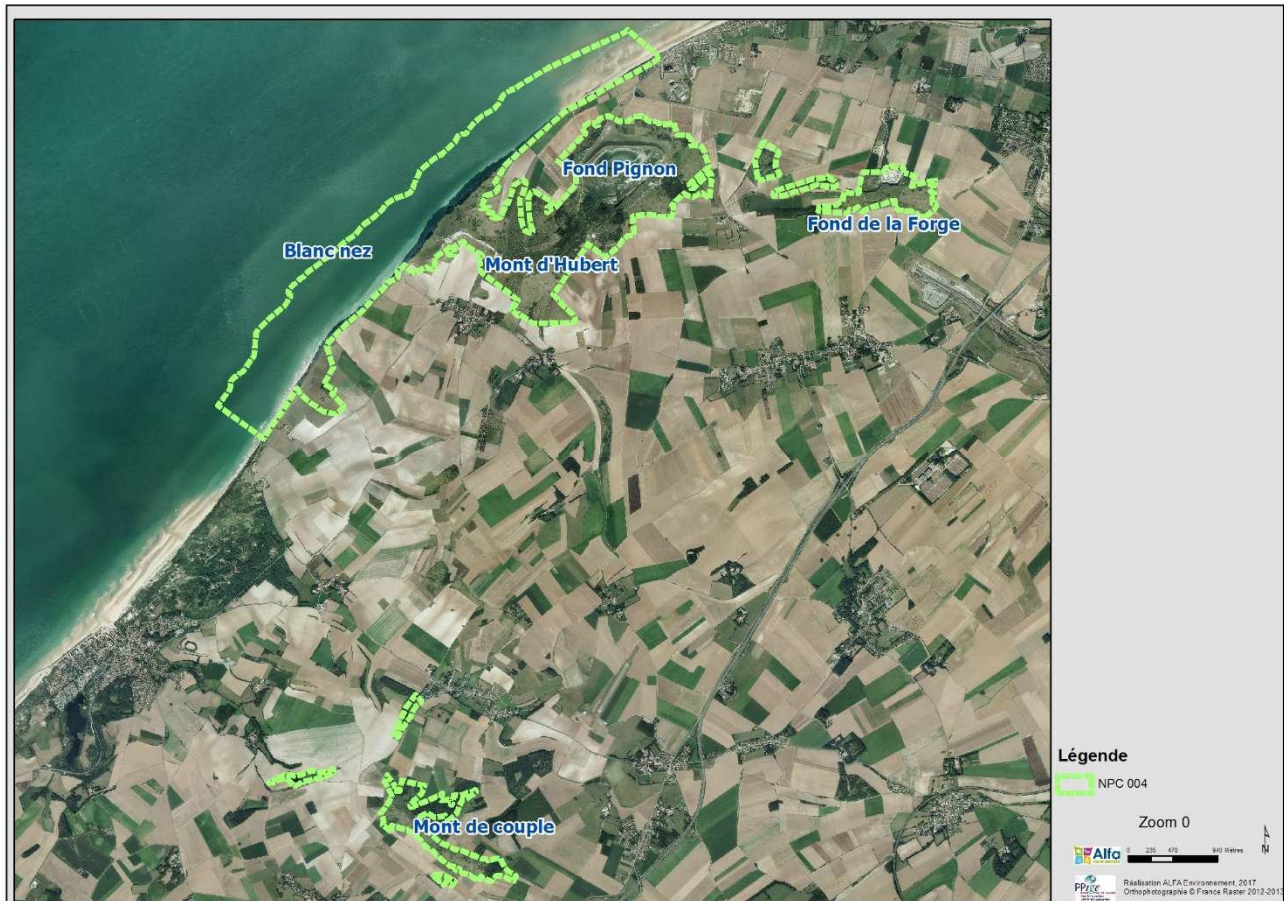 Fond Pignon
Fond de la Forge
Blanc nez
Mont d'Hubert
Mont de couple
Légende
NPC 004
Zoom 0
0 235 470 940 Mètres
N
Alfa
Réalisation ALFA Environnement, 2017
Orthophotographie © France Raster 2012-2013